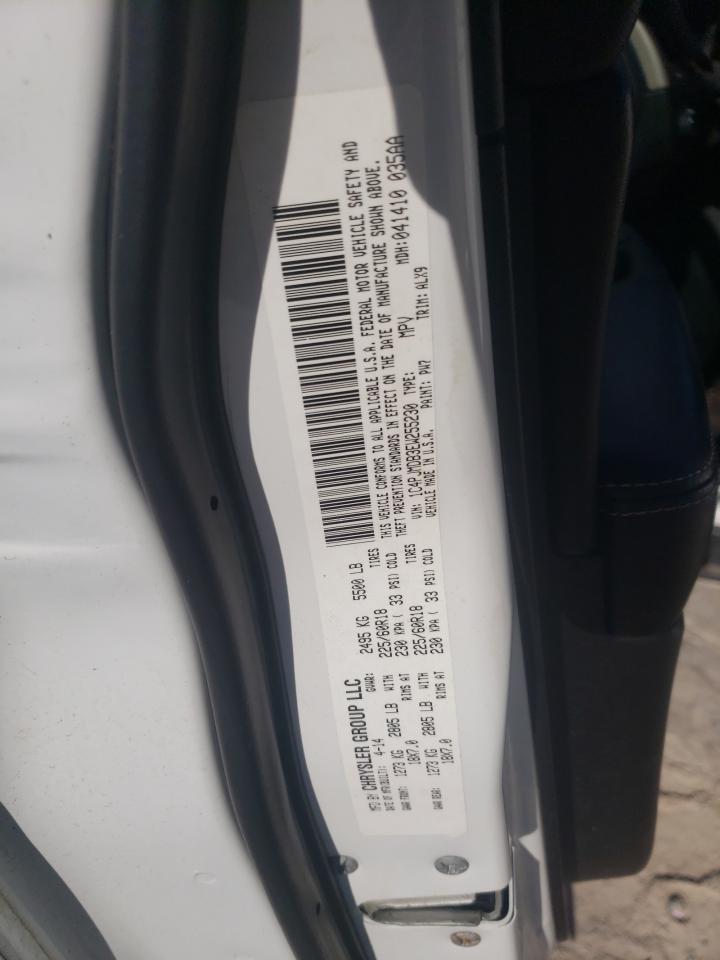 MFD BY CHRYSLER GROUP LLC
DATE OF MFR(BUILT): 4-14 GVWR: 2495 KG 5500 LB
GAWR FRONT: 1273 KG 2805 LB WITH TIRES
18X7.0 RIMS AT 225/60R18
230 KPA ( 33 PSI) COLD
GAWR REAR: 1273 KG 2805 LB WITH TIRES
18X7.0 RIMS AT 225/60R18
230 KPA ( 33 PSI) COLD
THIS VEHICLE CONFORMS TO ALL APPLICABLE U.S.A. FEDERAL MOTOR VEHICLE SAFETY AND
THEFT PREVENTION STANDARDS IN EFFECT ON THE DATE OF MANUFACTURE SHOWN ABOVE.
VIN: 1C4PJMDB3EW255230 TYPE: MPV MDH:041410 035AA
VEHICLE MADE IN U.S.A. PAINT: PW7 TRIM: ALX9